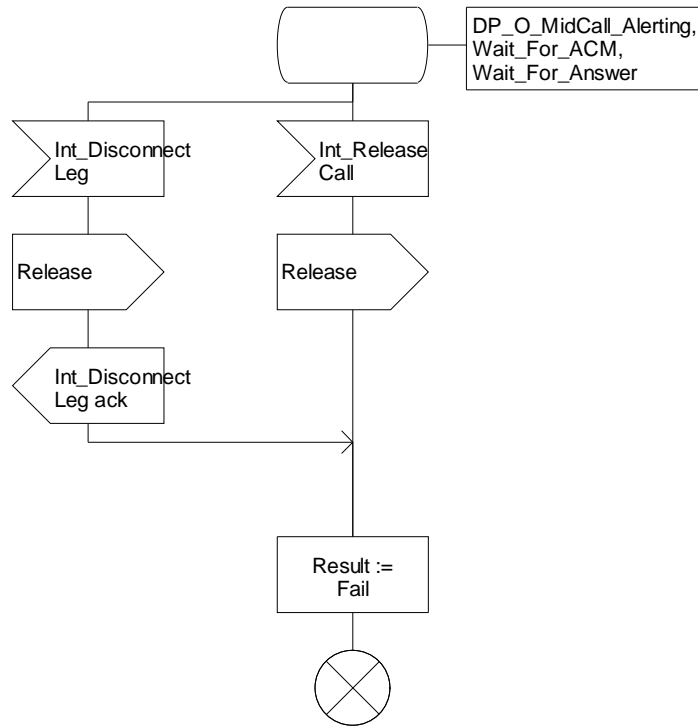 DP_O_MidCall_Alerting,
Wait_For_ACM,
Wait_For_Answer
Int_Disconnect
Leg
Int_Release
Call
Release
Release
Int_Disconnect
Leg ack
Result :=
Fail